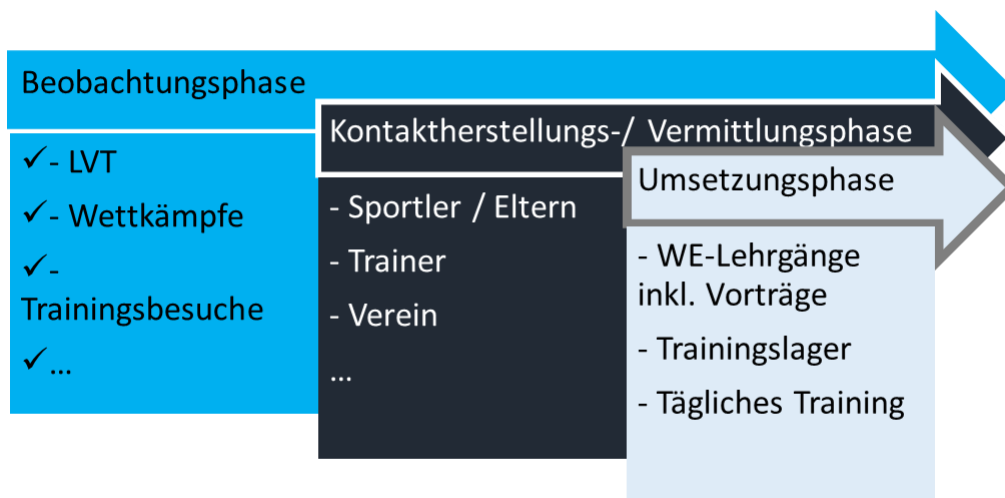 Beobachtungsphase
✓- LVT
✓- Wettkämpfe
✓-
Trainingsbesuche
✓...
Kontaktherstellungs-/ Vermittlungsphase
- Sportler / Eltern
- Trainer
- Verein
...
Umsetzungsphase
- WE-Lehrgänge
inkl. Vorträge
- Trainingslager
- Tägliches Training